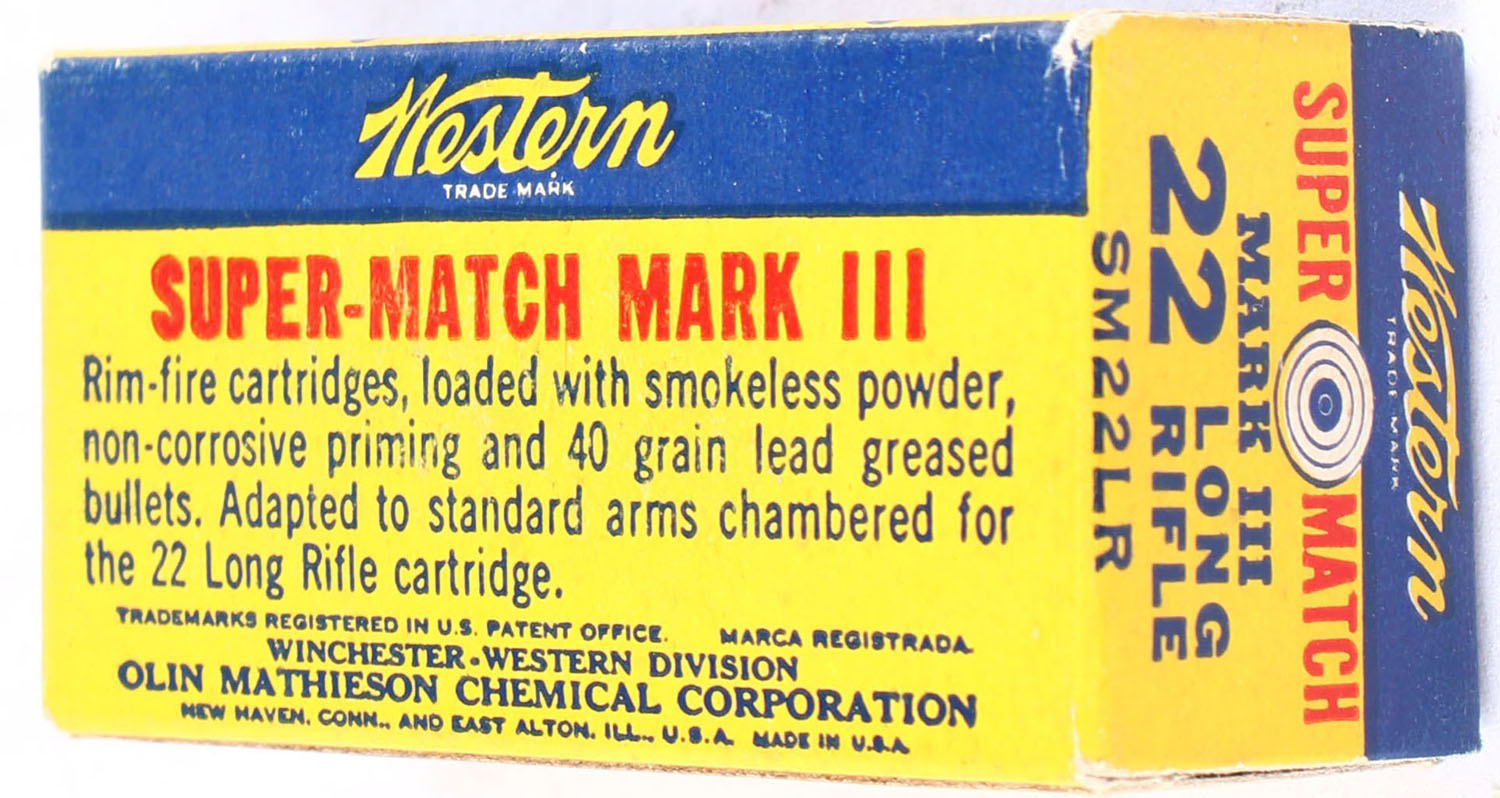 Western
TRADE MARK
SUPER-MATCH MARK III
Rim-fire cartridges, loaded with smokeless powder,
non-corrosive priming and 40 grain lead greased
bullets. Adapted to standard arms chambered for
the 22 Long Rifle cartridge.
TRADEMARKS REGISTERED IN U.S. PATENT OFFICE. MARCA REGISTRADA.
WINCHESTER-WESTERN DIVISION
OLIN MATHIESON CHEMICAL CORPORATION
NEW HAVEN, CONN., AND EAST ALTON, ILL., U.S.A. MADE IN U.S.A.
Western
TRADE-MARK
SUPER MATCH
MARK III
22 LONG
RIFLE
SM22LR